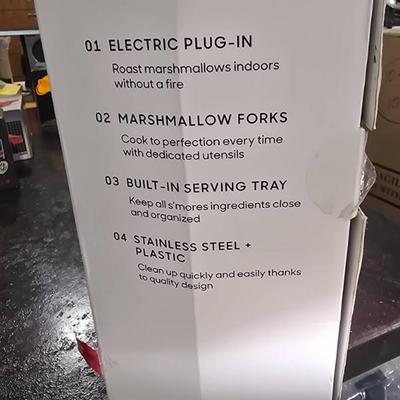 01 ELECTRIC PLUG-IN
Roast marshmallows indoors
without a fire
02 MARSHMALLOW FORKS
Cook to perfection every time
with dedicated utensils
03 BUILT-IN SERVING TRAY
Keep all s'mores ingredients close
and organized
04 STAINLESS STEEL +
PLASTIC
Clean up quickly and easily thanks
to quality design